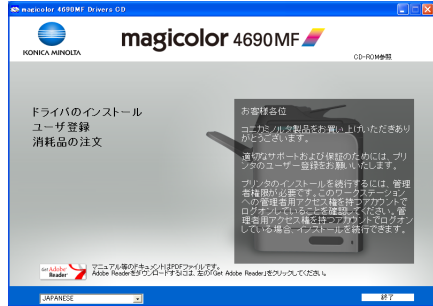 magicolor 4690MF Drivers CD
KONICA MINOLTA
magicolor 4690MF
CD-ROM参照
ドライバのインストール
ユーザ登録
消耗品の注文
お客様各位
コニカミノルタ製品をお買い上げいただきあり
がとうございます。
適切なサポートおよび保証のためには、プリ
ンタのユーザー登録をお願いいたします。
プリンタのインストールを続行するには、管理
者権限が必要です。このワークステーション
への管理者用アクセス権を持つアカウントで
ログオンしていることを確認してください。管
理者用アクセス権を持つアカウントでログオン
している場合、インストールを続行できます。
Get Adobe Reader
マニュアル等のドキュメントはPDFファイルです。
Adobe Readerをダウンロードするには、左の「Get Adobe Reader」をクリックしてください。
JAPANESE
終了